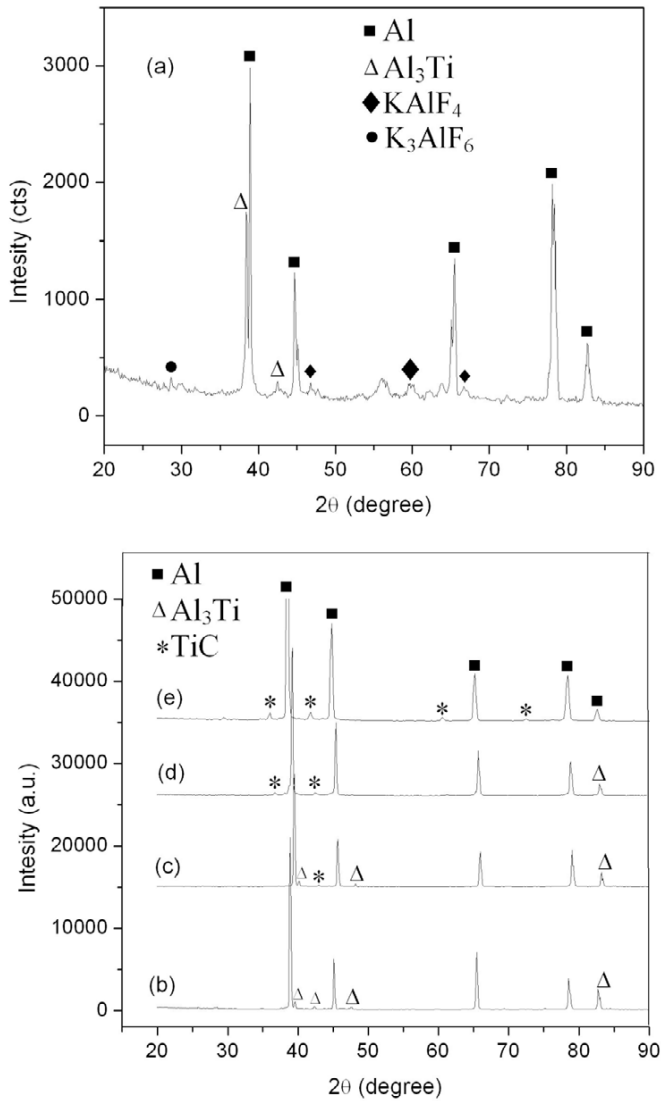 (a)
■ Al
Δ Al₃Ti
◆ KAlF₄
● K₃AlF₆
3000
2000
1000
0
Intesity (cts)
20 30 40 50 60 70 80 90
2θ (degree)
■ Al
Δ Al₃Ti
* TiC
50000
40000
30000
20000
10000
0
Intesity (a.u.)
(e)
(d)
(c)
(b)
20 30 40 50 60 70 80 90
2θ (degree)